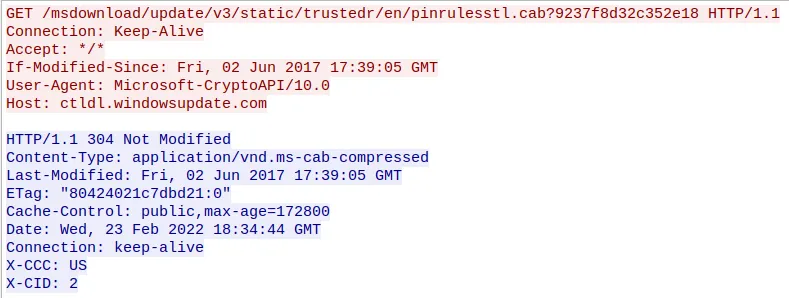 GET /msdownload/update/v3/static/trustedr/en/pinrulesstl.cab?9237f8d32c352e18 HTTP/1.1
Connection: Keep-Alive
Accept: */*
If-Modified-Since: Fri, 02 Jun 2017 17:39:05 GMT
User-Agent: Microsoft-CryptoAPI/10.0
Host: ctldl.windowsupdate.com

HTTP/1.1 304 Not Modified
Content-Type: application/vnd.ms-cab-compressed
Last-Modified: Fri, 02 Jun 2017 17:39:05 GMT
ETag: "80424021c7dbd21:0"
Cache-Control: public,max-age=172800
Date: Wed, 23 Feb 2022 18:34:44 GMT
Connection: keep-alive
X-CCC: US
X-CID: 2